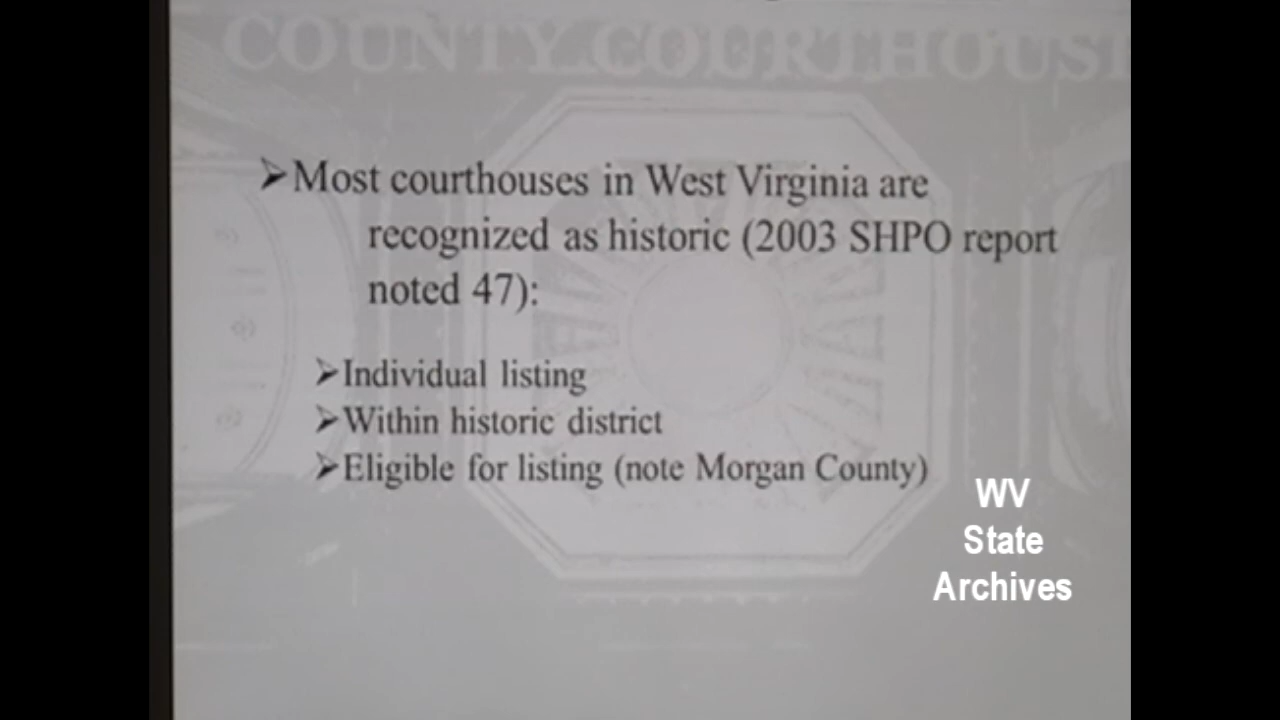 COUNTY COURTHOUSE
➢Most courthouses in West Virginia are
recognized as historic (2003 SHPO report
noted 47):
➢Individual listing
➢Within historic district
➢Eligible for listing (note Morgan County)
WV
State
Archives